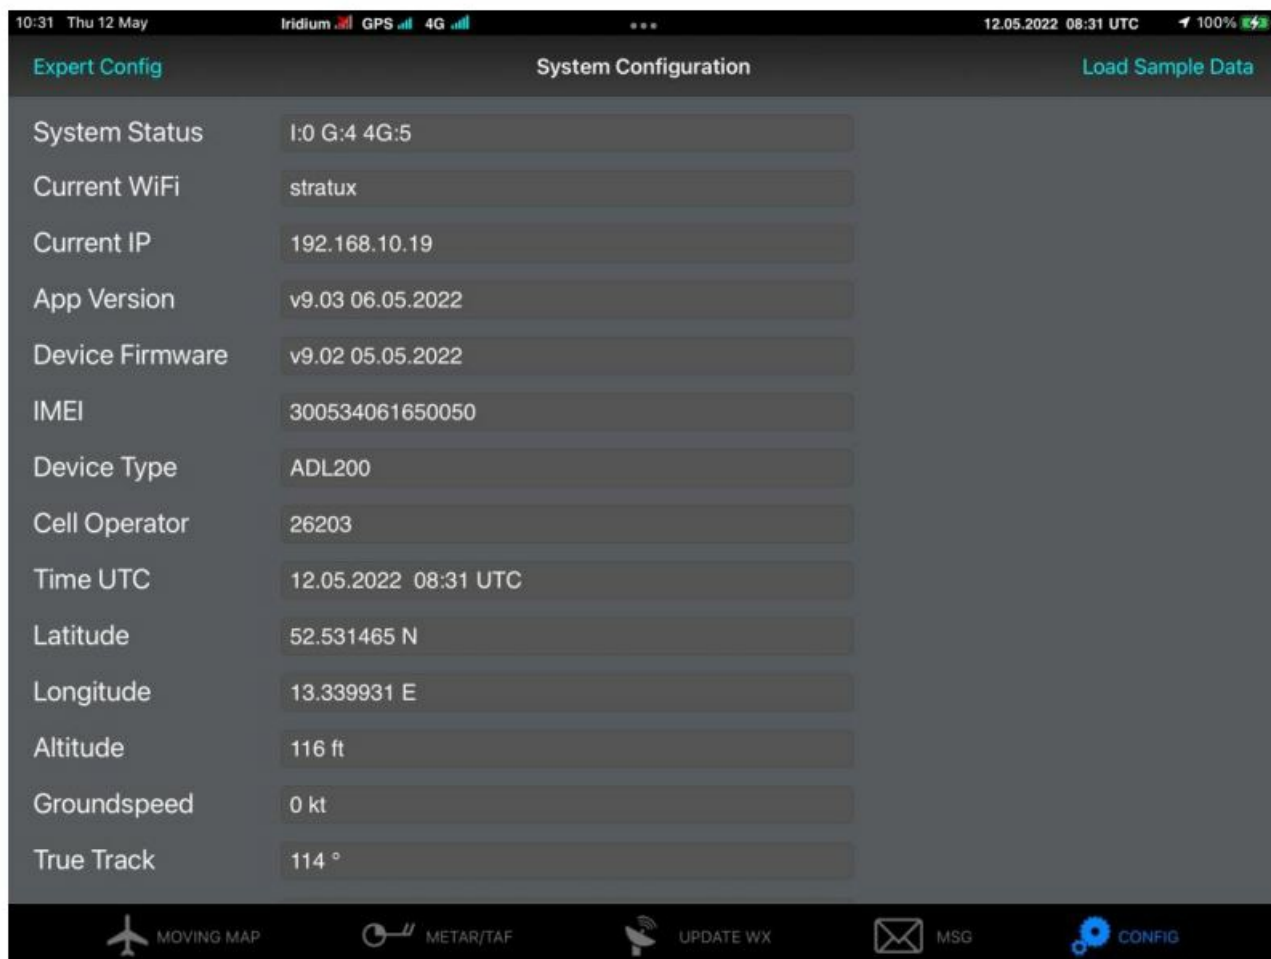 10:31 Thu 12 May Iridium GPS 4G 12.05.2022 08:31 UTC 100%
Expert Config System Configuration Load Sample Data
System Status I:0 G:4 4G:5
Current WiFi stratux
Current IP 192.168.10.19
App Version v9.03 06.05.2022
Device Firmware v9.02 05.05.2022
IMEI 300534061650050
Device Type ADL200
Cell Operator 26203
Time UTC 12.05.2022 08:31 UTC
Latitude 52.531465 N
Longitude 13.339931 E
Altitude 116 ft
Groundspeed 0 kt
True Track 114 °
MOVING MAP METAR/TAF UPDATE WX MSG CONFIG